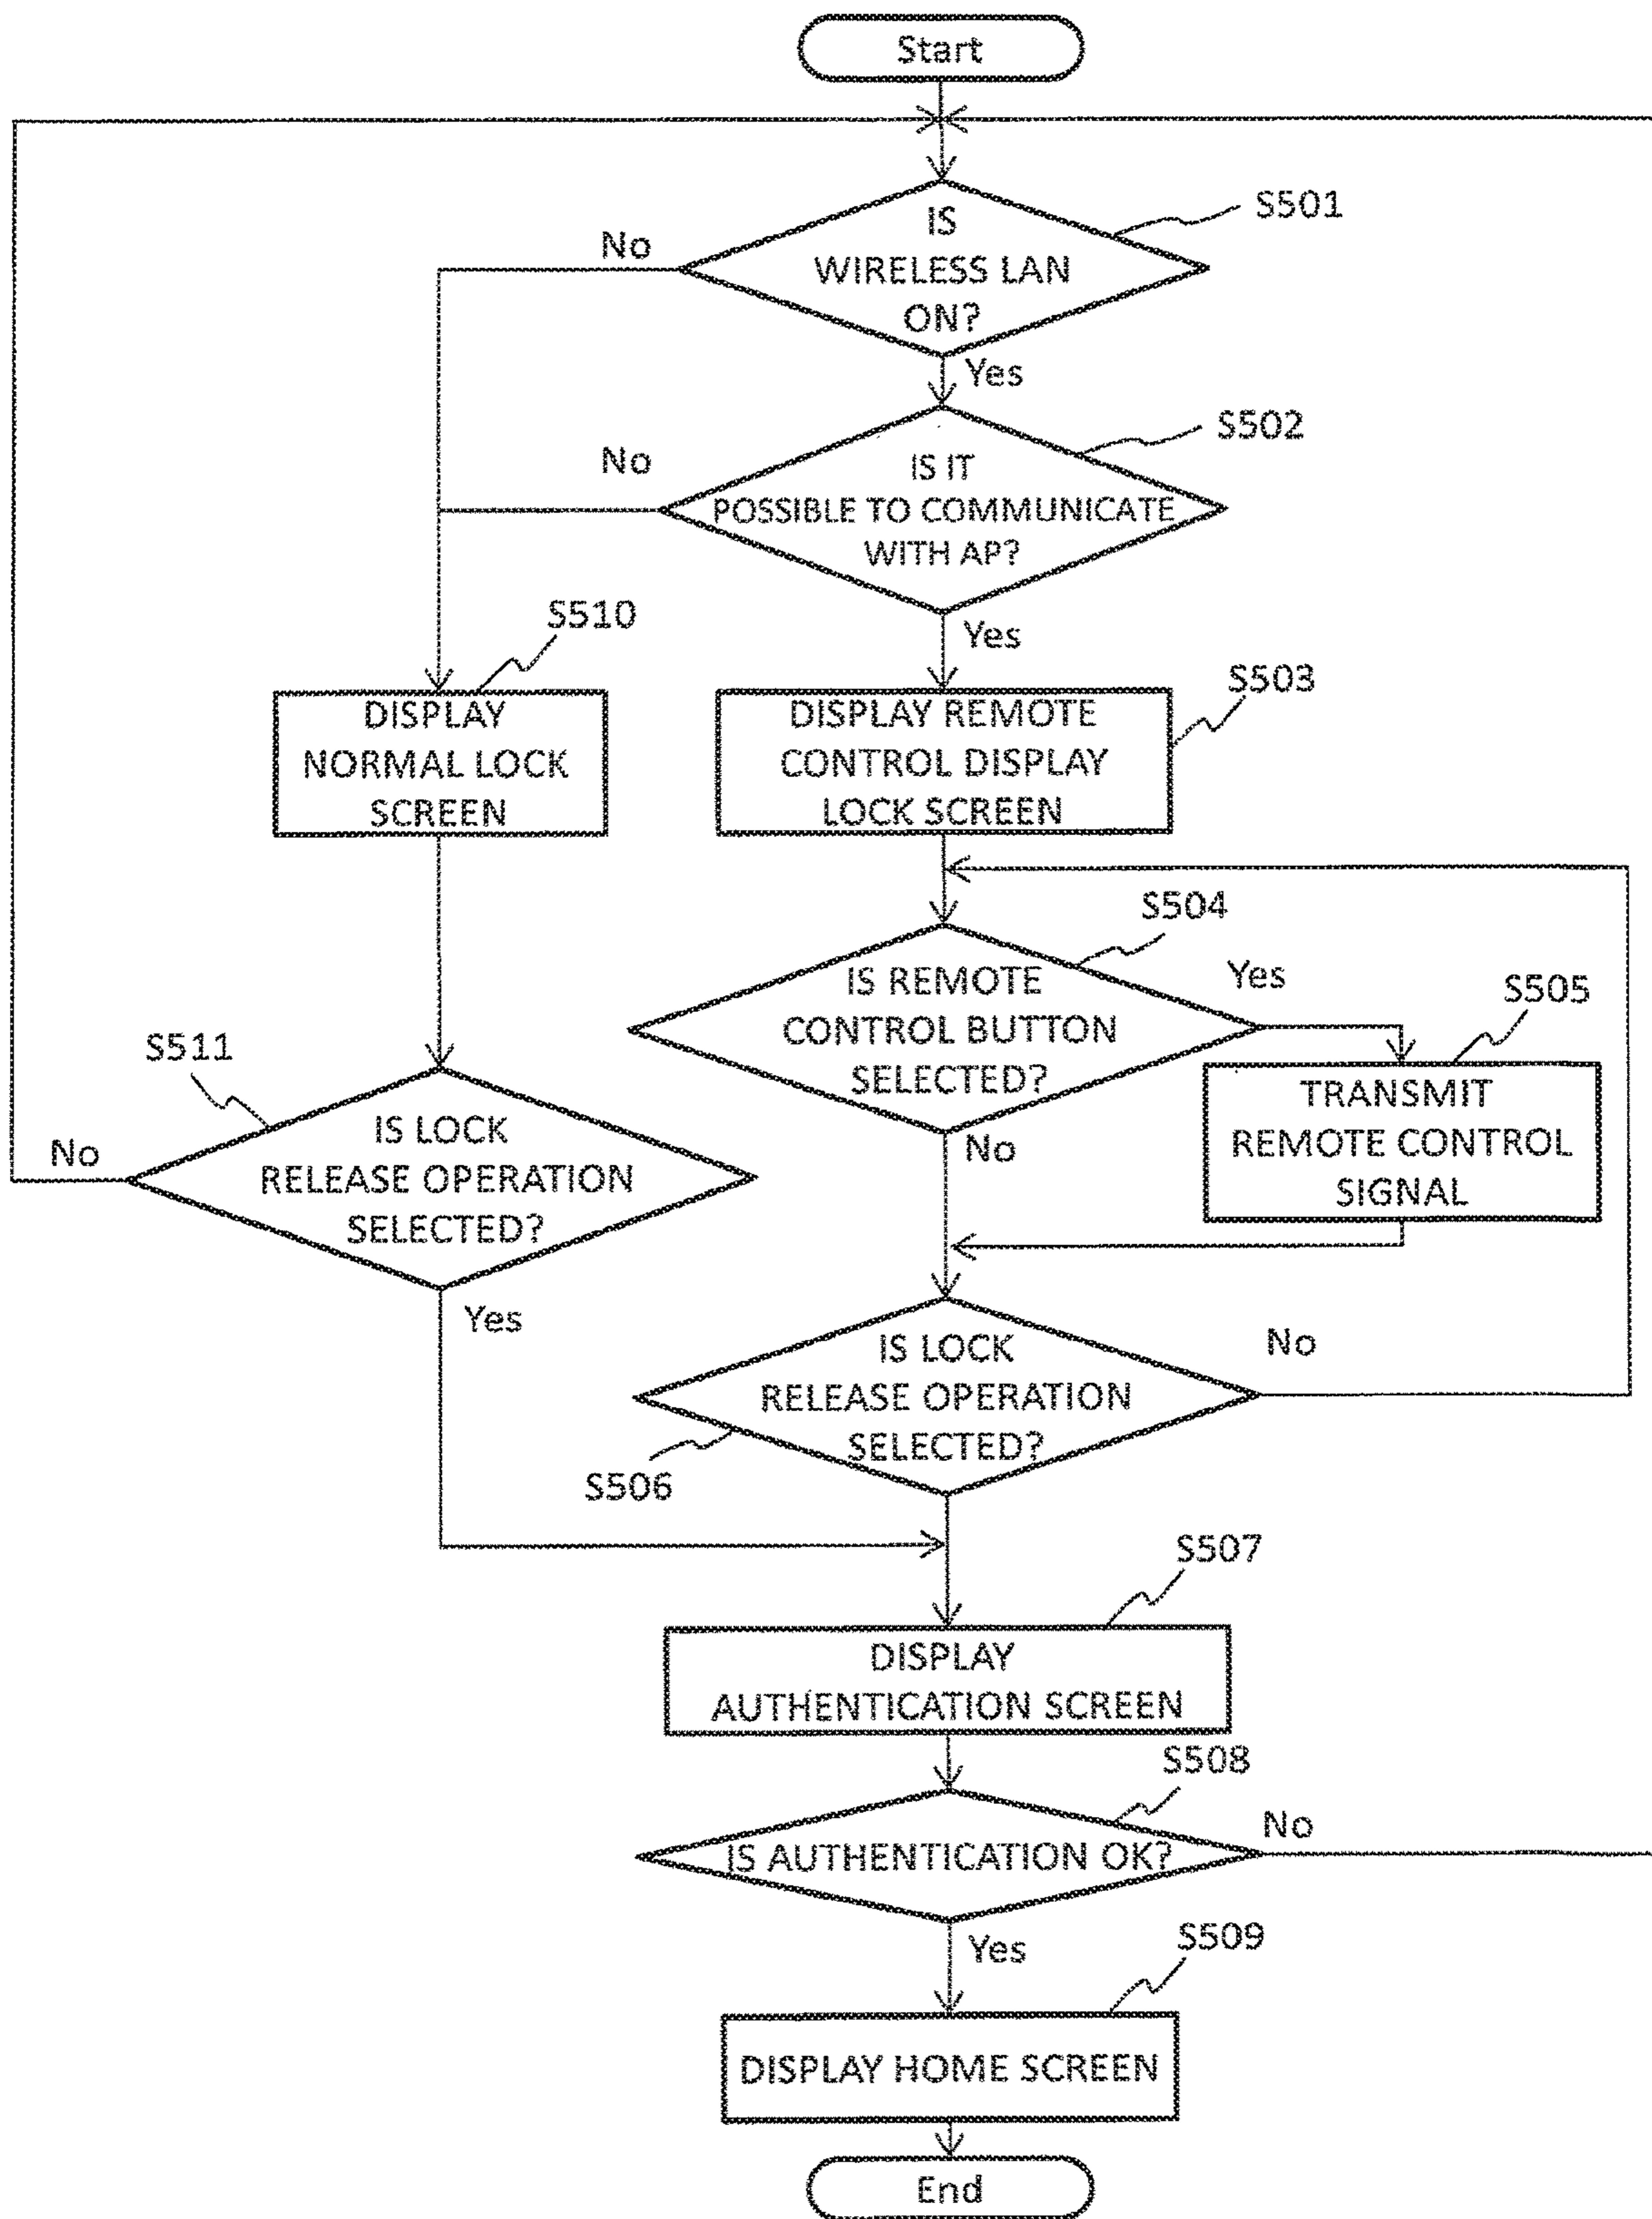 Start
S501
No
IS
WIRELESS LAN
ON?
Yes
S502
No
IS IT
POSSIBLE TO COMMUNICATE
WITH AP?
Yes
S510
DISPLAY
NORMAL LOCK
SCREEN
S503
DISPLAY REMOTE
CONTROL DISPLAY
LOCK SCREEN
S504
IS REMOTE
CONTROL BUTTON
SELECTED?
Yes
No
S505
TRANSMIT
REMOTE CONTROL
SIGNAL
S511
No
IS LOCK
RELEASE OPERATION
SELECTED?
Yes
IS LOCK
RELEASE OPERATION
SELECTED?
No
S506
S507
DISPLAY
AUTHENTICATION SCREEN
S508
IS AUTHENTICATION OK?
No
Yes
S509
DISPLAY HOME SCREEN
End